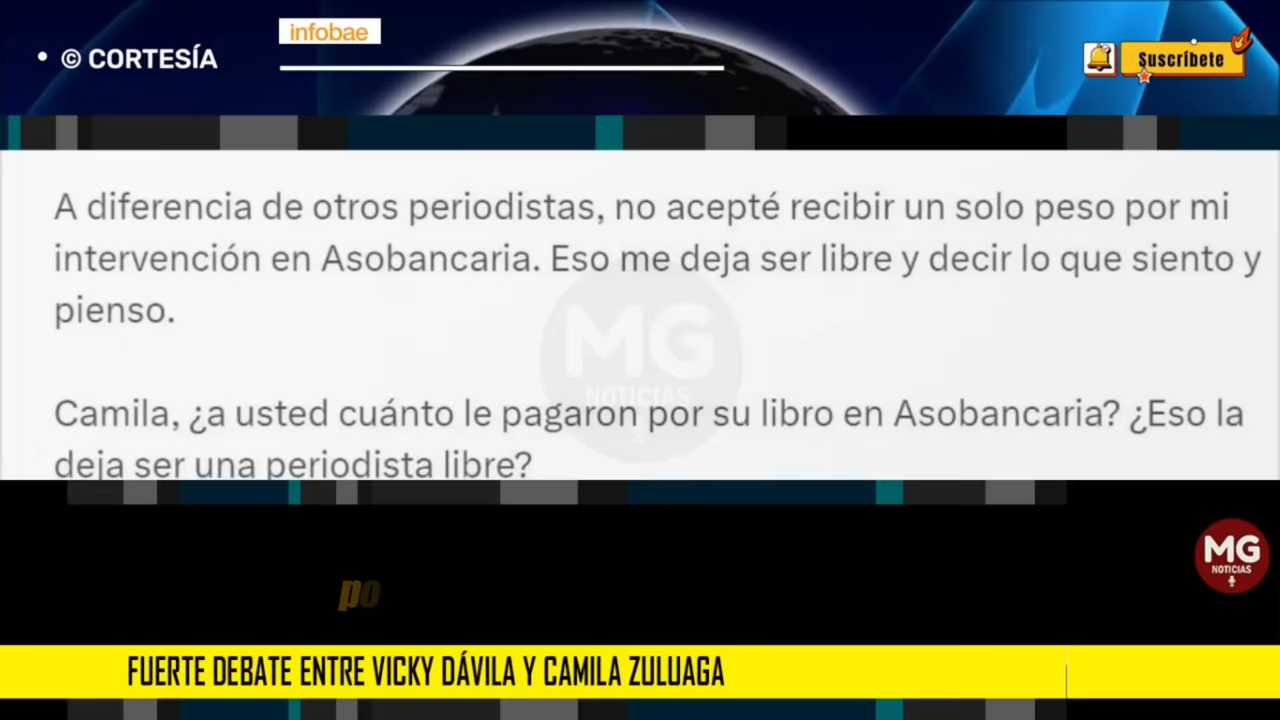 infobae
• © CORTESÍA
Suscríbete
A diferencia de otros periodistas, no acepté recibir un solo peso por mi
intervención en Asobancaria. Eso me deja ser libre y decir lo que siento y
pienso.
MG
NOTICIAS
Camila, ¿a usted cuánto le pagaron por su libro en Asobancaria? ¿Eso la
deja ser una periodista libre?
MG
NOTICIAS
po
FUERTE DEBATE ENTRE VICKY DÁVILA Y CAMILA ZULUAGA